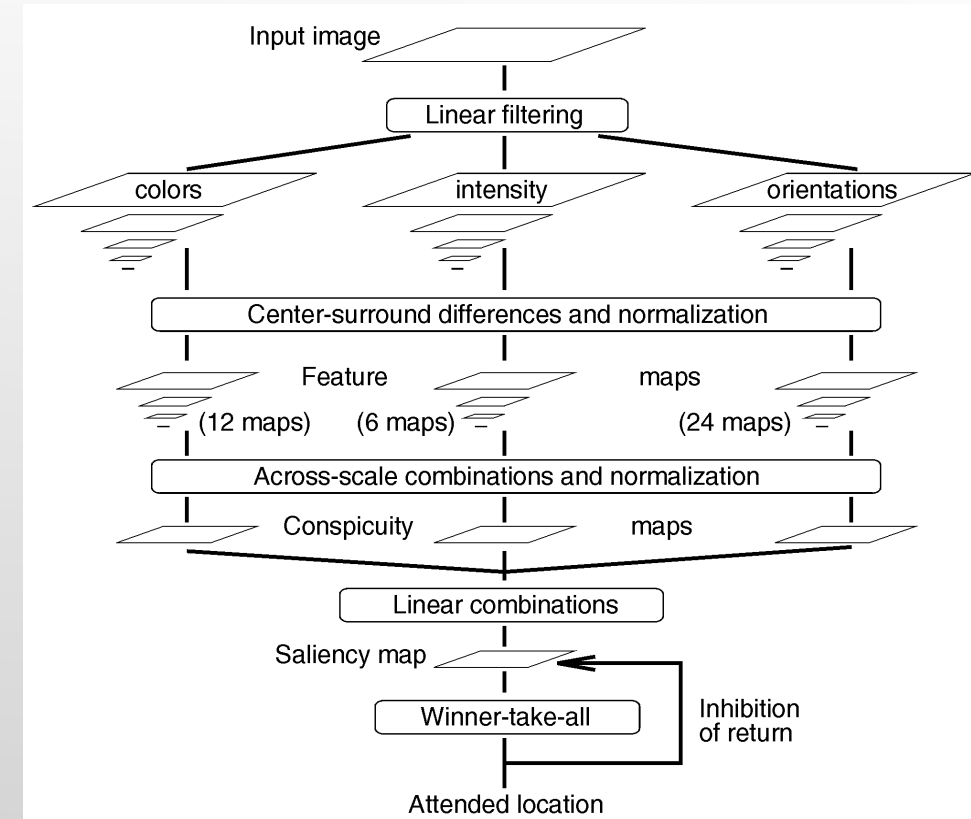 Input image
Linear filtering
colors intensity orientations
Center-surround differences and normalization
Feature maps
(12 maps) (6 maps) (24 maps)
Across-scale combinations and normalization
Conspicuity maps
Linear combinations
Saliency map
Winner-take-all
Inhibition
of return
Attended location